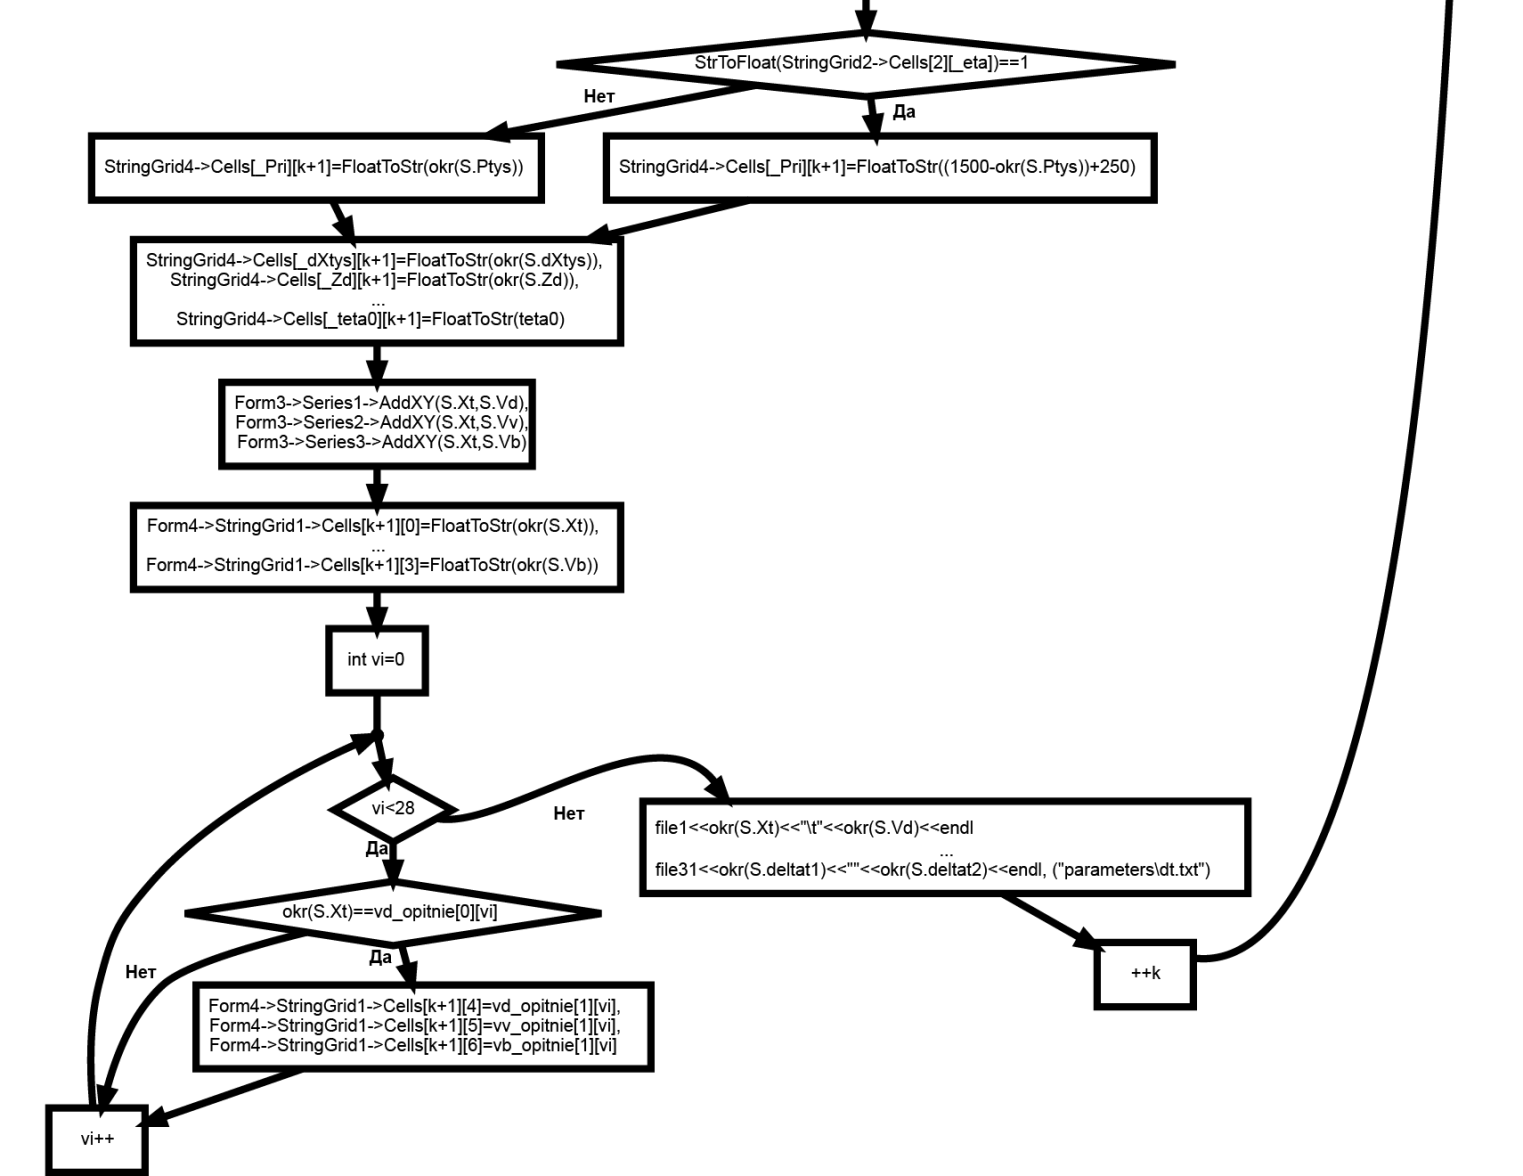 StrToFloat(StringGrid2->Cells[2][_eta])==1
Нет
Да
StringGrid4->Cells[_Pri][k+1]=FloatToStr(okr(S.Ptys))
StringGrid4->Cells[_Pri][k+1]=FloatToStr((1500-okr(S.Ptys))+250)
StringGrid4->Cells[_dXtys][k+1]=FloatToStr(okr(S.dXtys)),
StringGrid4->Cells[_Zd][k+1]=FloatToStr(okr(S.Zd)),
...
StringGrid4->Cells[_teta0][k+1]=FloatToStr(teta0)
Form3->Series1->AddXY(S.Xt,S.Vd),
Form3->Series2->AddXY(S.Xt,S.Vv),
Form3->Series3->AddXY(S.Xt,S.Vb)
Form4->StringGrid1->Cells[k+1][0]=FloatToStr(okr(S.Xt)),
...
Form4->StringGrid1->Cells[k+1][3]=FloatToStr(okr(S.Vb))
int vi=0
vi<28
Нет
Да
file1<<okr(S.Xt)<<"\t"<<okr(S.Vd)<<endl
...
file31<<okr(S.deltat1)<<""<<okr(S.deltat2)<<endl, ("parameters\dt.txt")
okr(S.Xt)==vd_opitnie[0][vi]
Нет
Да
++k
Form4->StringGrid1->Cells[k+1][4]=vd_opitnie[1][vi],
Form4->StringGrid1->Cells[k+1][5]=vv_opitnie[1][vi],
Form4->StringGrid1->Cells[k+1][6]=vb_opitnie[1][vi]
vi++